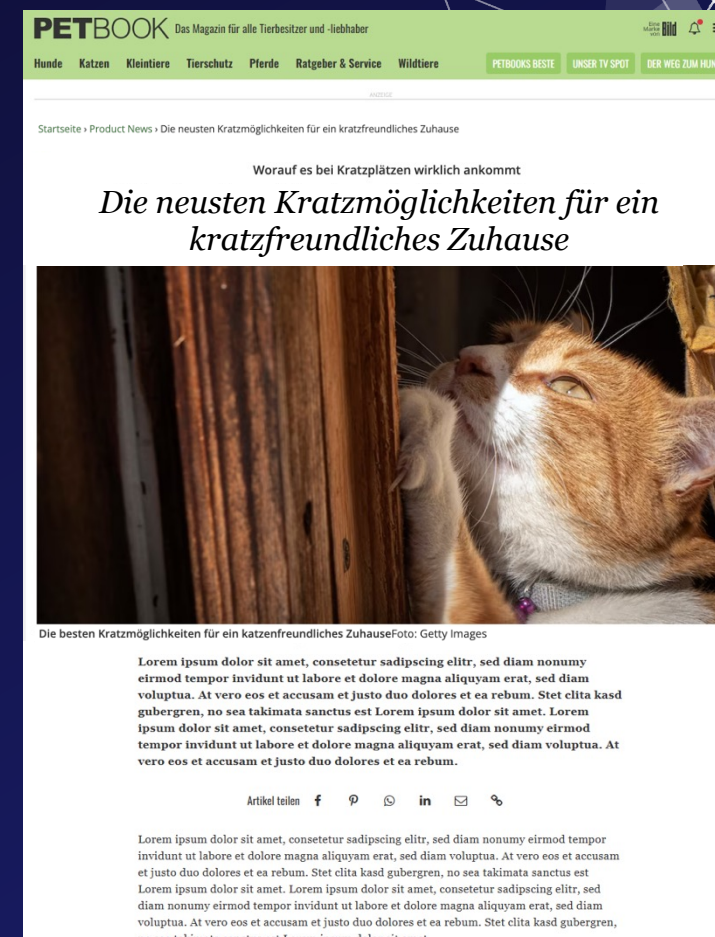 PETBOOK Das Magazin für alle Tierbesitzer und -liebhaber
Eine Marke von Bild
Hunde Katzen Kleintiere Tierschutz Pferde Ratgeber & Service Wildtiere PETBOOKS BESTE UNSER TV SPOT DER WEG ZUM HUN
ANZEIGE
Startseite › Product News › Die neusten Kratzmöglichkeiten für ein kratzfreundliches Zuhause
Worauf es bei Kratzplätzen wirklich ankommt
Die neusten Kratzmöglichkeiten für ein
kratzfreundliches Zuhause
Die besten Kratzmöglichkeiten für ein katzenfreundliches ZuhauseFoto: Getty Images
Lorem ipsum dolor sit amet, consetetur sadipscing elitr, sed diam nonumy
eirmod tempor invidunt ut labore et dolore magna aliquyam erat, sed diam
voluptua. At vero eos et accusam et justo duo dolores et ea rebum. Stet clita kasd
gubergren, no sea takimata sanctus est Lorem ipsum dolor sit amet. Lorem
ipsum dolor sit amet, consetetur sadipscing elitr, sed diam nonumy eirmod
tempor invidunt ut labore et dolore magna aliquyam erat, sed diam voluptua. At
vero eos et accusam et justo duo dolores et ea rebum.
Artikel teilen
Lorem ipsum dolor sit amet, consetetur sadipscing elitr, sed diam nonumy eirmod tempor
invidunt ut labore et dolore magna aliquyam erat, sed diam voluptua. At vero eos et accusam
et justo duo dolores et ea rebum. Stet clita kasd gubergren, no sea takimata sanctus est
Lorem ipsum dolor sit amet. Lorem ipsum dolor sit amet, consetetur sadipscing elitr, sed
diam nonumy eirmod tempor invidunt ut labore et dolore magna aliquyam erat, sed diam
voluptua. At vero eos et accusam et justo duo dolores et ea rebum. Stet clita kasd gubergren,